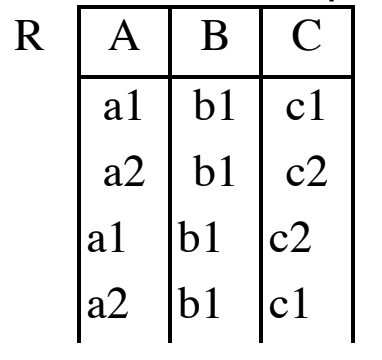 R A B C
a1 b1 c1
a2 b1 c2
a1 b1 c2
a2 b1 c1